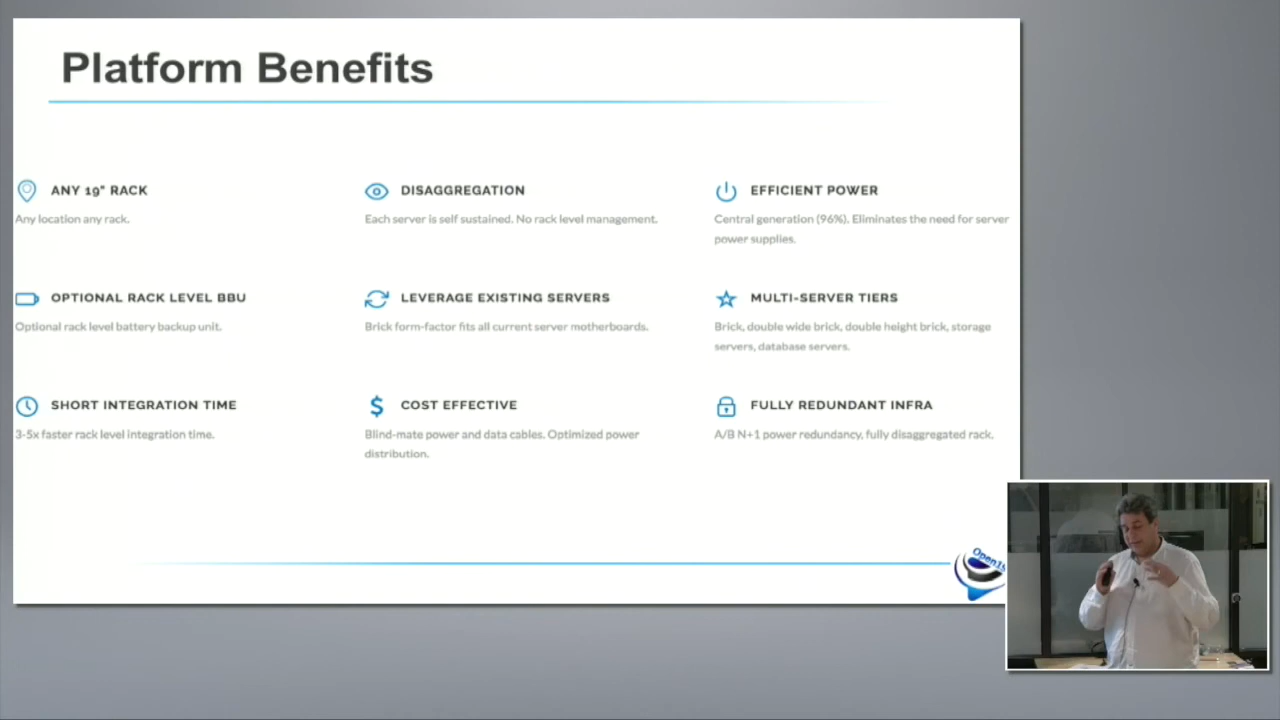 Platform Benefits
ANY 19" RACK
Any location any rack.
DISAGGREGATION
Each server is self sustained. No rack level management.
EFFICIENT POWER
Central generation (96%). Eliminates the need for server
power supplies.
OPTIONAL RACK LEVEL BBU
Optional rack level battery backup unit.
LEVERAGE EXISTING SERVERS
Brick form-factor fits all current server motherboards.
MULTI-SERVER TIERS
Brick, double wide brick, double height brick, storage
servers, database servers.
SHORT INTEGRATION TIME
3-5x faster rack level integration time.
COST EFFECTIVE
Blind-mate power and data cables. Optimized power
distribution.
FULLY REDUNDANT INFRA
A/B N+1 power redundancy, fully disaggregated rack.